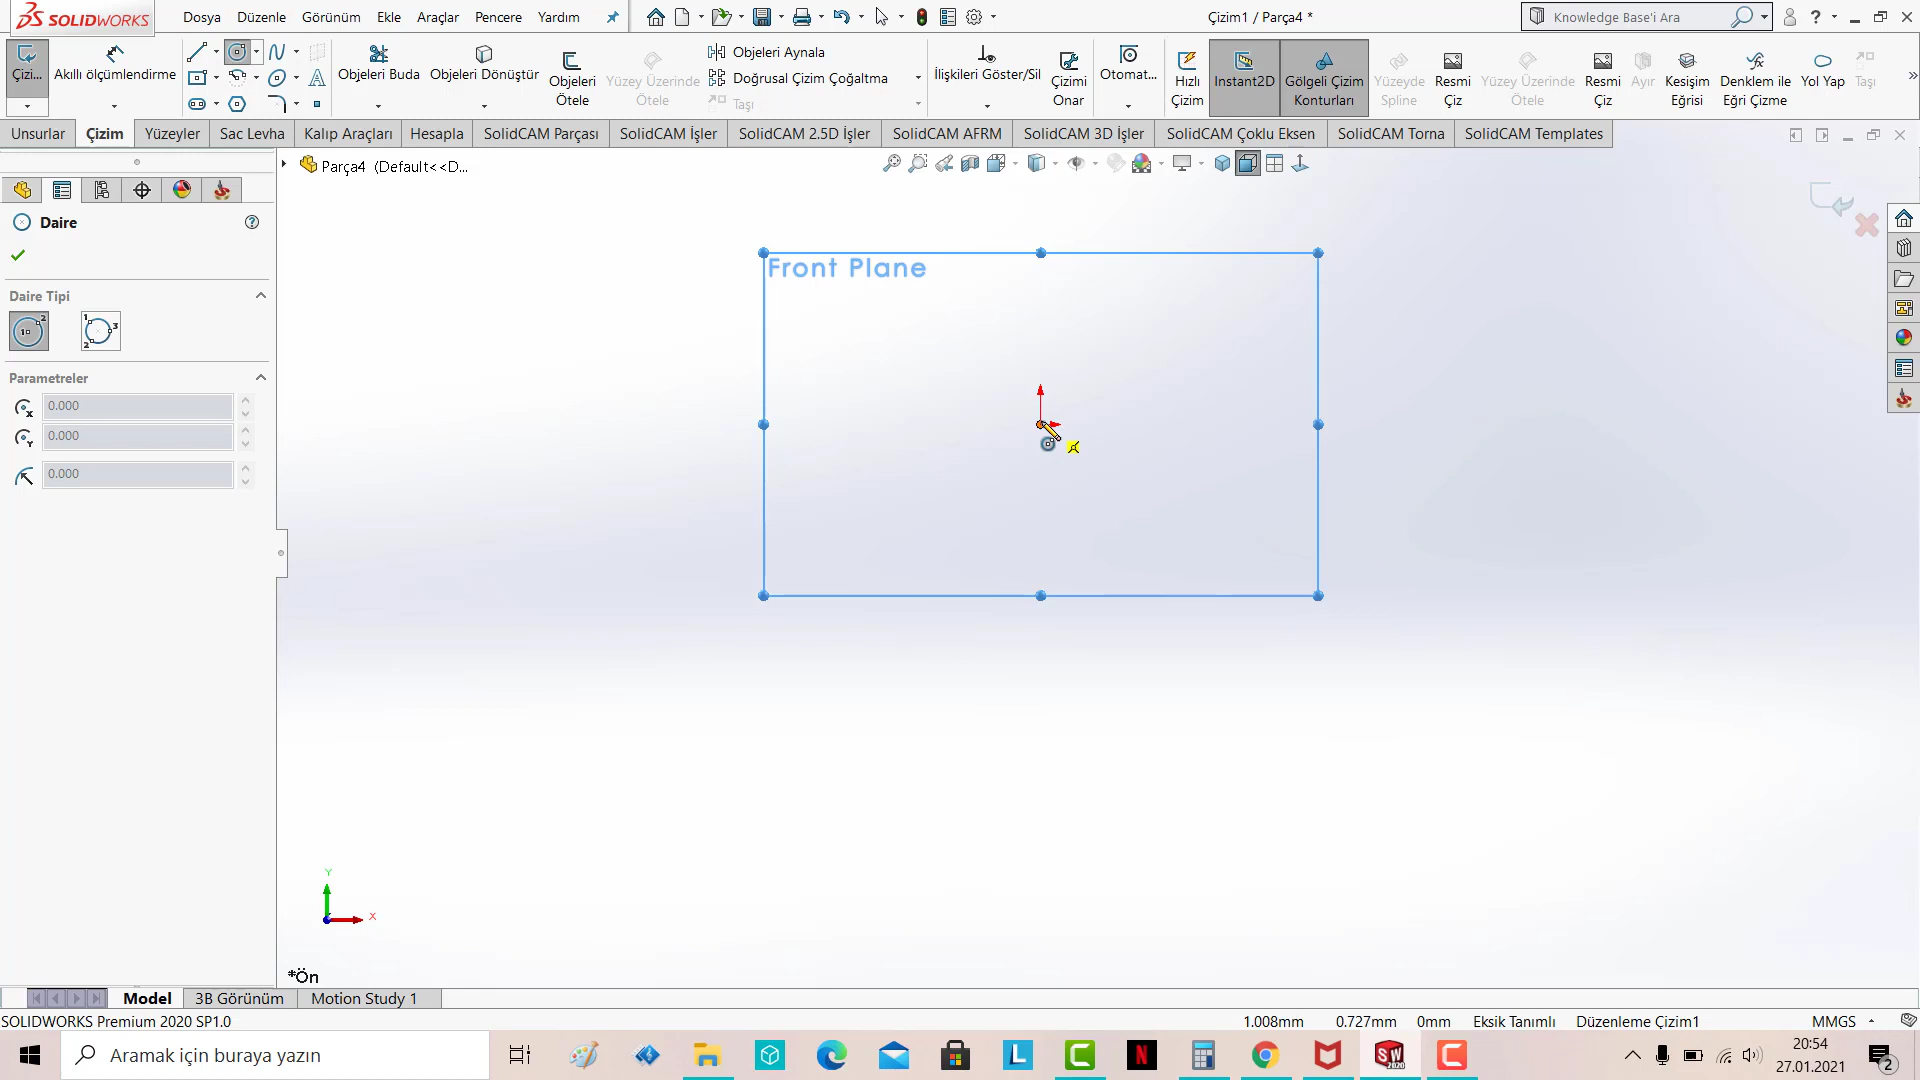 SOLIDWORKS
Dosya Düzenle Görünüm Ekle Araçlar Pencere Yardım
Çizim1 / Parça4 *
Knowledge Base'i Ara
Çizi...
Akıllı ölçümlendirme
Objeleri Buda
Objeleri Dönüştür
Objeleri Ötele
Yüzey Üzerinde Ötele
Objeleri Aynala
Doğrusal Çizim Çoğaltma
Taşı
İlişkileri Göster/Sil
Çizimi Onar
Otomat...
Hızlı Çizim
Instant2D
Gölgeli Çizim Konturları
Yüzeyde Spline
Resmi Çiz
Yüzey Üzerinde Ötele
Resmi Çiz
Ayır
Kesişim Eğrisi
Denklem ile Eğri Çizme
Yol Yap
Taşı
Unsurlar Çizim Yüzeyler Sac Levha Kalıp Araçları Hesapla SolidCAM Parçası SolidCAM İşler SolidCAM 2.5D İşler SolidCAM AFRM SolidCAM 3D İşler SolidCAM Çoklu Eksen SolidCAM Torna SolidCAM Templates
Parça4 (Default<<D...
Daire
Daire Tipi
Parametreler
0.000
0.000
0.000
Front Plane
Y
X
*Ön
Model 3B Görünüm Motion Study 1
SOLIDWORKS Premium 2020 SP1.0
1.008mm 0.727mm 0mm Eksik Tanımlı Düzenleme Çizim1 MMGS
Aramak için buraya yazın
20:54
27.01.2021
2